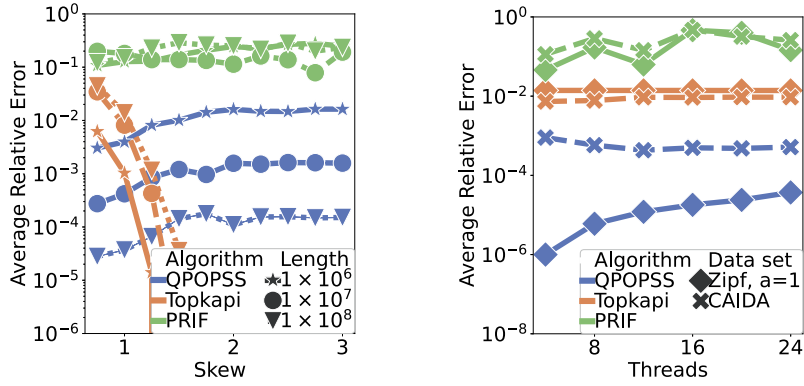 Average Relative Error
10^0
10^-1
10^-2
10^-3
10^-4
10^-5
10^-6
1 2 3
Skew
Algorithm Length
QPOPSS 1 × 10^6
Topkapi 1 × 10^7
PRIF 1 × 10^8
Average Relative Error
10^0
10^-2
10^-4
10^-6
10^-8
8 16 24
Threads
Algorithm Data set
QPOPSS Zipf, a=1
Topkapi CAIDA
PRIF